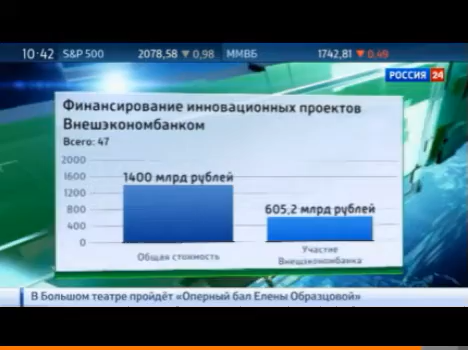 10:42 S&P 500 2078,58 ▼ 0,98 ММВБ 1742,81 ▼ 0.49
РОССИЯ 24
Финансирование инновационных проектов
Внешэкономбанком
Всего: 47
2000
1600
1200
800
400
0
1400 млрд рублей
605,2 млрд рублей
Общая стоимость
Участие
Внешэкономбанка
В Большом театре пройдёт «Оперный бал Елены Образцовой»